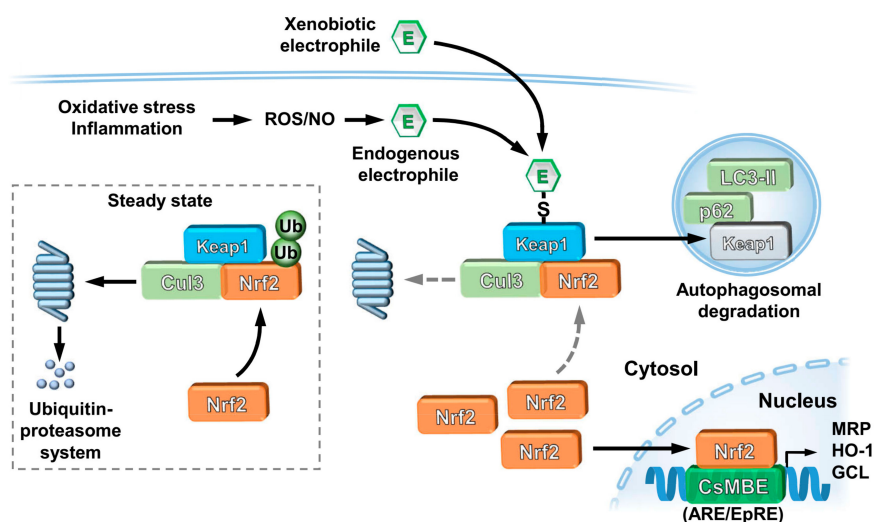 Xenobiotic
electrophile
E
Oxidative stress
Inflammation
ROS/NO
E
Endogenous
electrophile
E
S
Keap1
Cul3
Nrf2
LC3-II
p62
Keap1
Autophagosomal
degradation
Steady state
Ub
Ub
Keap1
Cul3
Nrf2
Nrf2
Ubiquitin-
proteasome
system
Nrf2
Nrf2
Nrf2
Cytosol
Nucleus
Nrf2
CsMBE
(ARE/EpRE)
MRP
HO-1
GCL